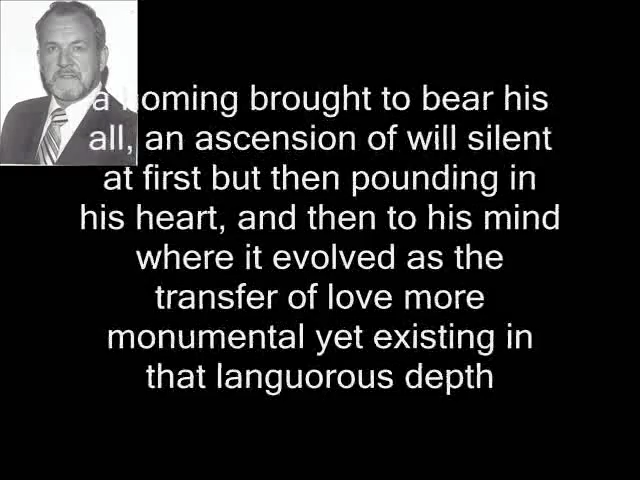 a homing brought to bear his
all, an ascension of will silent
at first but then pounding in
his heart, and then to his mind
where it evolved as the
transfer of love more
monumental yet existing in
that languorous depth